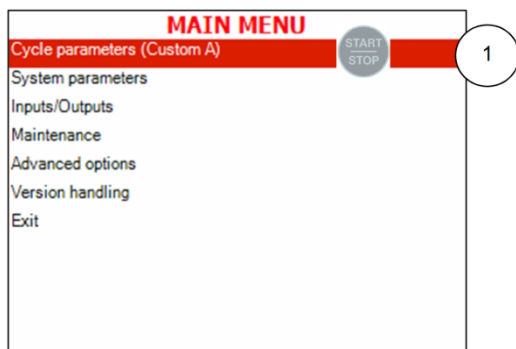 MAIN MENU
Cycle parameters (Custom A)
START
STOP
1
System parameters
Inputs/Outputs
Maintenance
Advanced options
Version handling
Exit